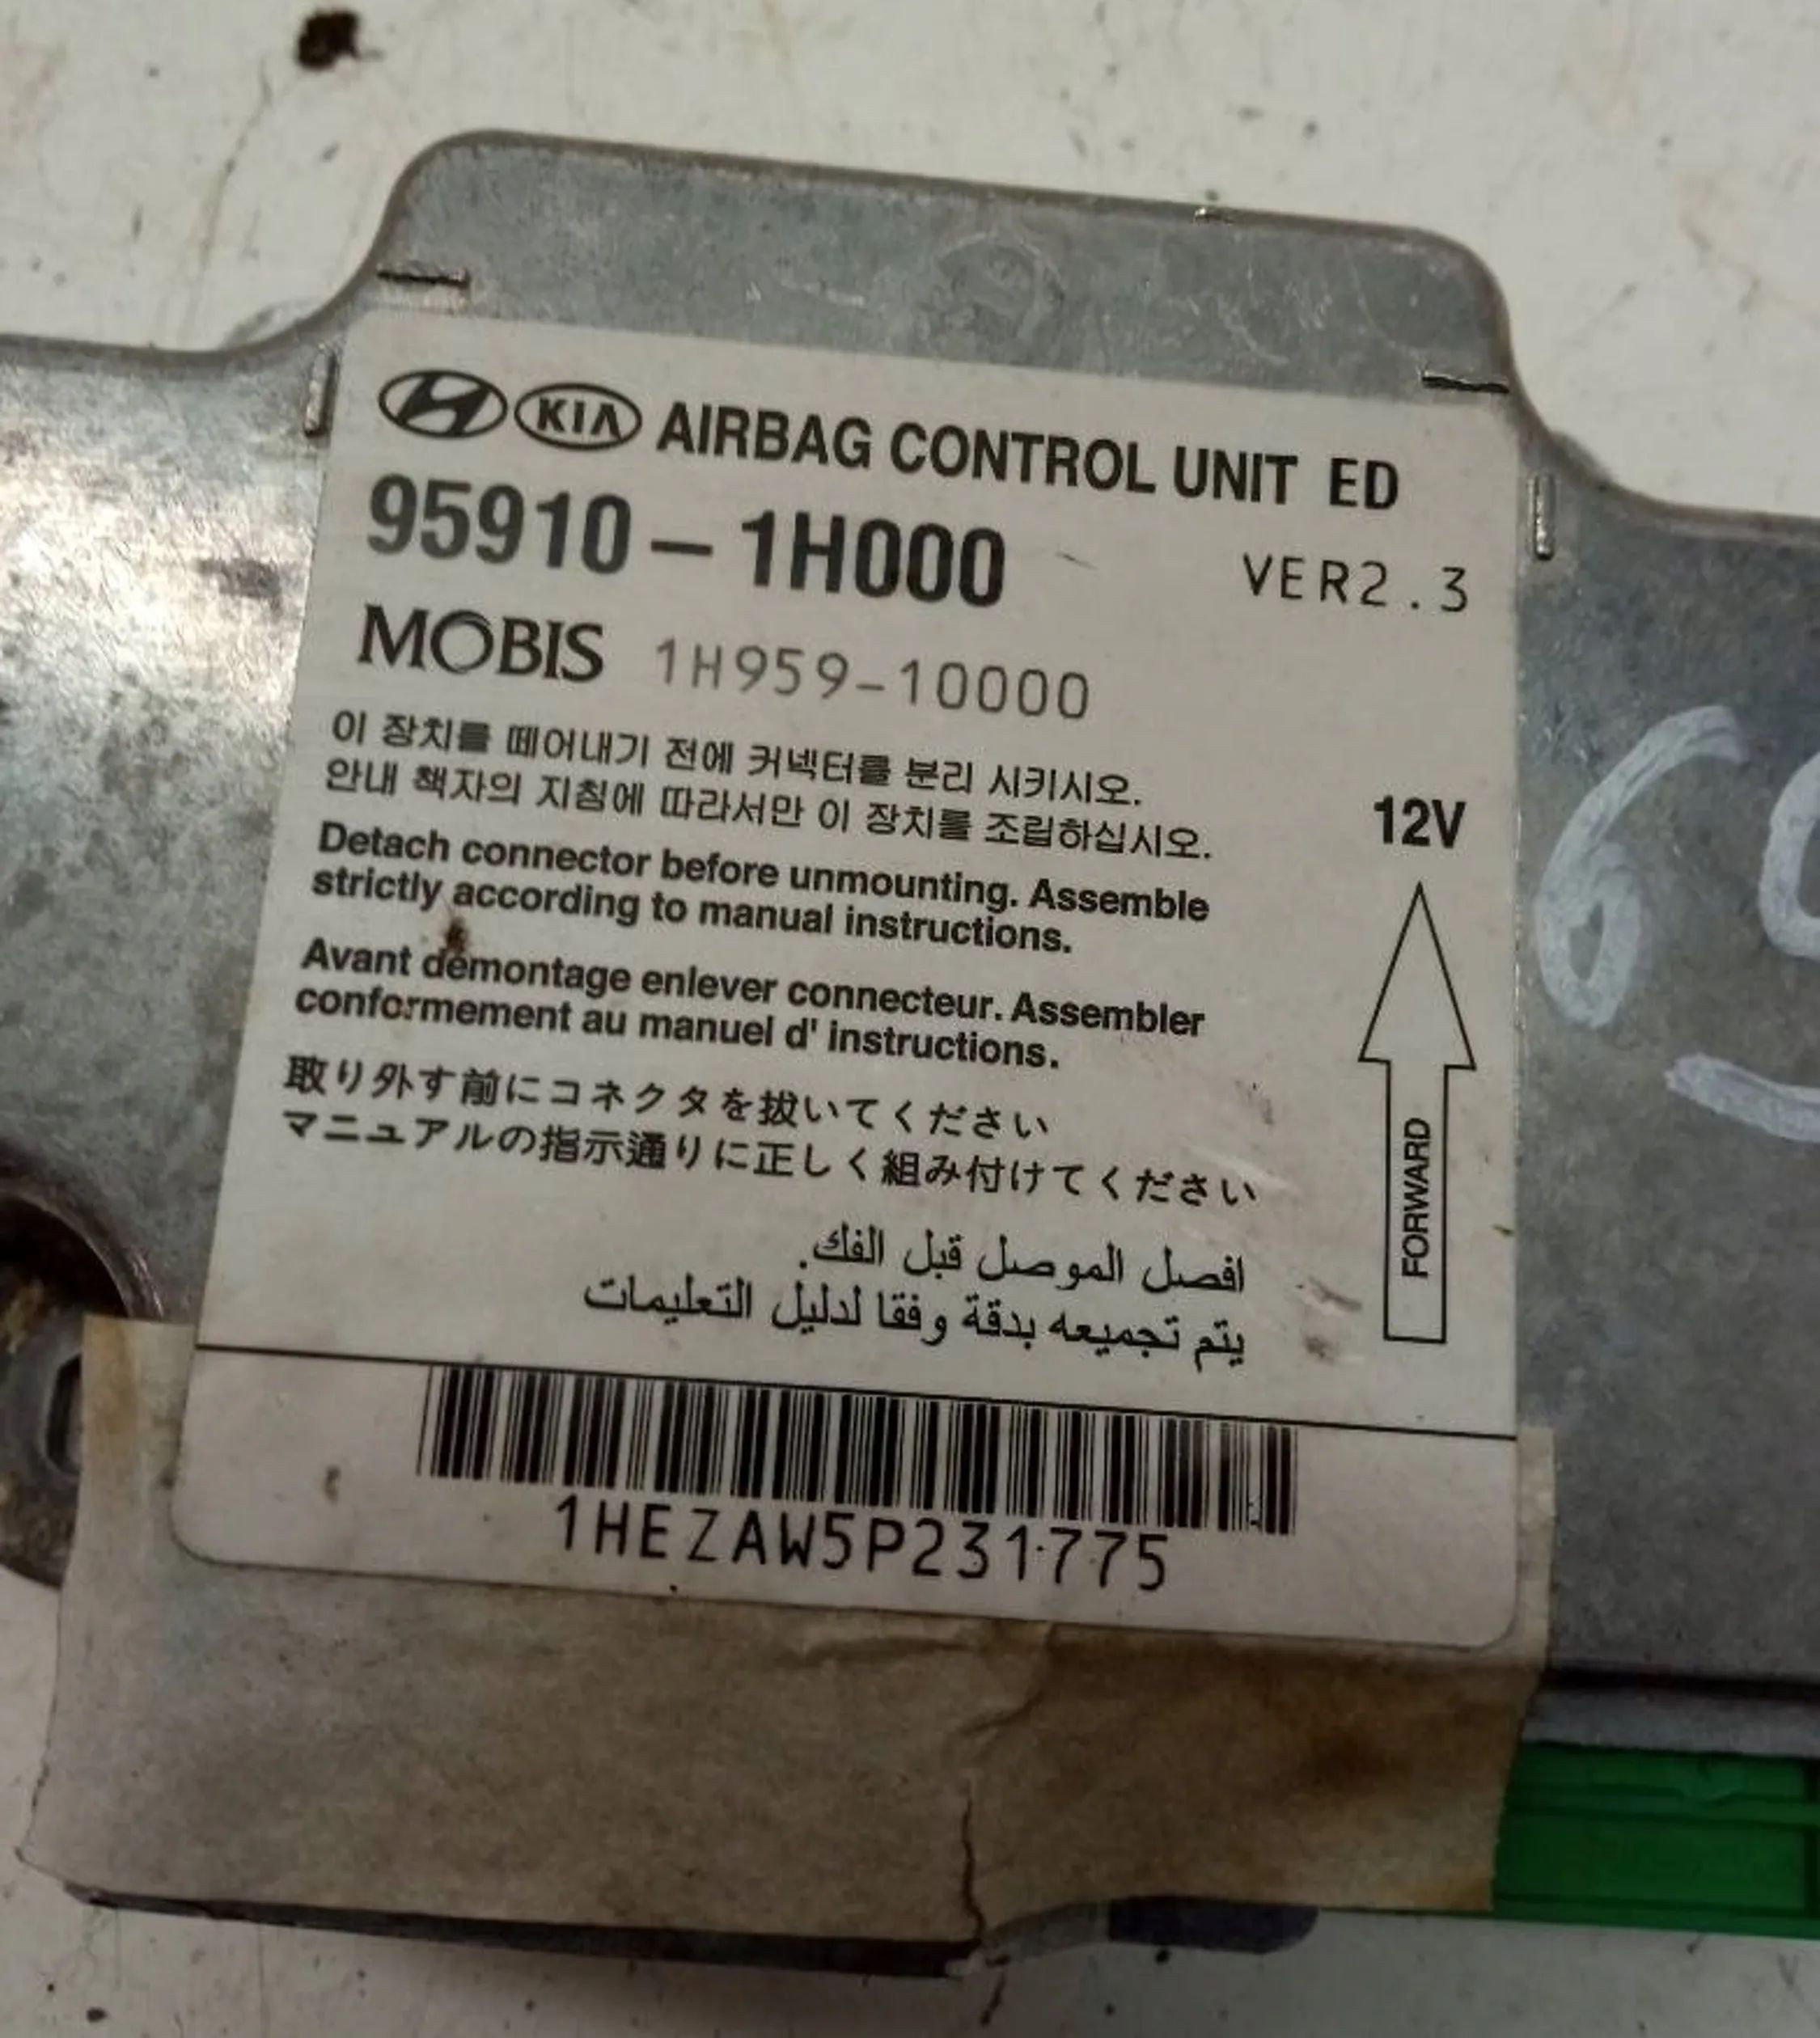 KIA AIRBAG CONTROL UNIT ED
95910-1H000 VER2.3
MOBIS 1H959-10000
이 장치를 떼어내기 전에 커넥터를 분리 시키시오.
안내 책자의 지침에 따라서만 이 장치를 조립하십시오.
12V
Detach connector before unmounting. Assemble
strictly according to manual instructions.
Avant démontage enlever connecteur. Assembler
conformement au manuel d' instructions.
取り外す前にコネクタを抜いてください
マニュアルの指示通りに正しく組み付けてください
FORWARD
افصل الموصل قبل الفك.
يتم تجميعه بدقة وفقا لدليل التعليمات
1HEZAW5P231775